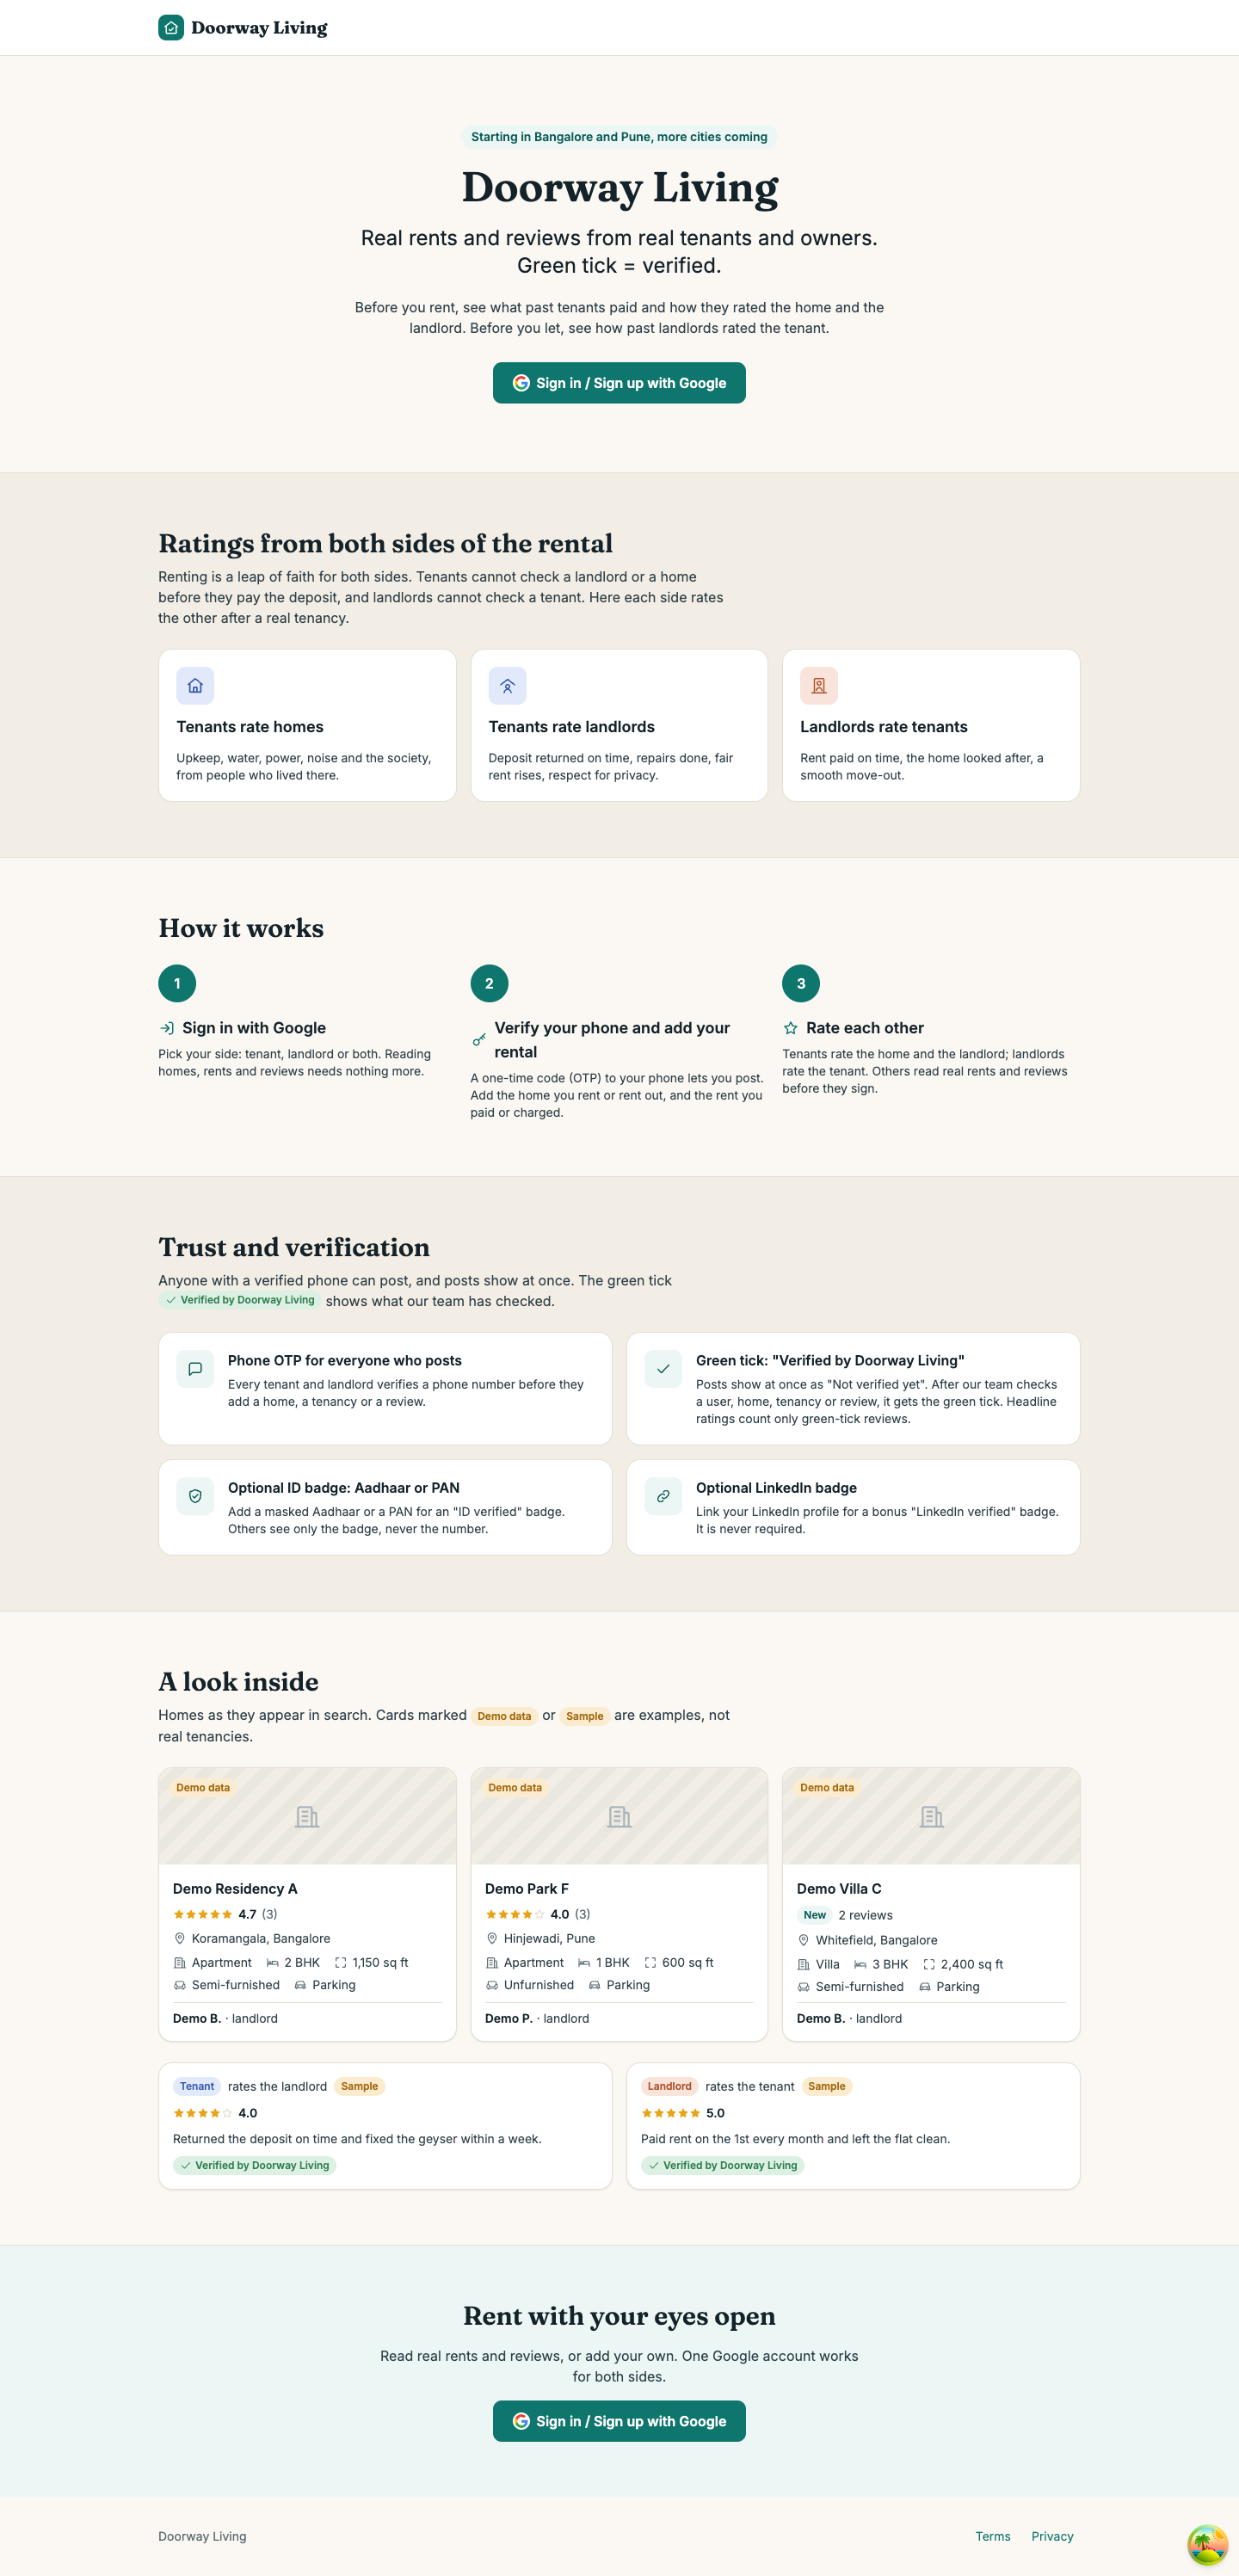 Doorway Living
Starting in Bangalore and Pune, more cities coming
Doorway Living
Real rents and reviews from real tenants and owners.
Green tick = verified.
Before you rent, see what past tenants paid and how they rated the home and the
landlord. Before you let, see how past landlords rated the tenant.
Sign in / Sign up with Google
Ratings from both sides of the rental
Renting is a leap of faith for both sides. Tenants cannot check a landlord or a home
before they pay the deposit, and landlords cannot check a tenant. Here each side rates
the other after a real tenancy.
Tenants rate homes
Upkeep, water, power, noise and the society,
from people who lived there.
Tenants rate landlords
Deposit returned on time, repairs done, fair
rent rises, respect for privacy.
Landlords rate tenants
Rent paid on time, the home looked after, a
smooth move-out.
How it works
1
Sign in with Google
Pick your side: tenant, landlord or both. Reading
homes, rents and reviews needs nothing more.
2
Verify your phone and add your
rental
A one-time code (OTP) to your phone lets you post.
Add the home you rent or rent out, and the rent you
paid or charged.
3
Rate each other
Tenants rate the home and the landlord; landlords
rate the tenant. Others read real rents and reviews
before they sign.
Trust and verification
Anyone with a verified phone can post, and posts show at once. The green tick
Verified by Doorway Living shows what our team has checked.
Phone OTP for everyone who posts
Every tenant and landlord verifies a phone number before they
add a home, a tenancy or a review.
Green tick: "Verified by Doorway Living"
Posts show at once as "Not verified yet". After our team checks
a user, home, tenancy or review, it gets the green tick. Headline
ratings count only green-tick reviews.
Optional ID badge: Aadhaar or PAN
Add a masked Aadhaar or a PAN for an "ID verified" badge.
Others see only the badge, never the number.
Optional LinkedIn badge
Link your LinkedIn profile for a bonus "LinkedIn verified" badge.
It is never required.
A look inside
Homes as they appear in search. Cards marked Demo data or Sample are examples, not
real tenancies.
Demo data
Demo Residency A
4.7 (3)
Koramangala, Bangalore
Apartment 2 BHK 1,150 sq ft
Semi-furnished Parking
Demo B. · landlord
Demo data
Demo Park F
4.0 (3)
Hinjewadi, Pune
Apartment 1 BHK 600 sq ft
Unfurnished Parking
Demo P. · landlord
Demo data
Demo Villa C
New 2 reviews
Whitefield, Bangalore
Villa 3 BHK 2,400 sq ft
Semi-furnished Parking
Demo B. · landlord
Tenant rates the landlord Sample
4.0
Returned the deposit on time and fixed the geyser within a week.
Verified by Doorway Living
Landlord rates the tenant Sample
5.0
Paid rent on the 1st every month and left the flat clean.
Verified by Doorway Living
Rent with your eyes open
Read real rents and reviews, or add your own. One Google account works
for both sides.
Sign in / Sign up with Google
Doorway Living
Terms Privacy